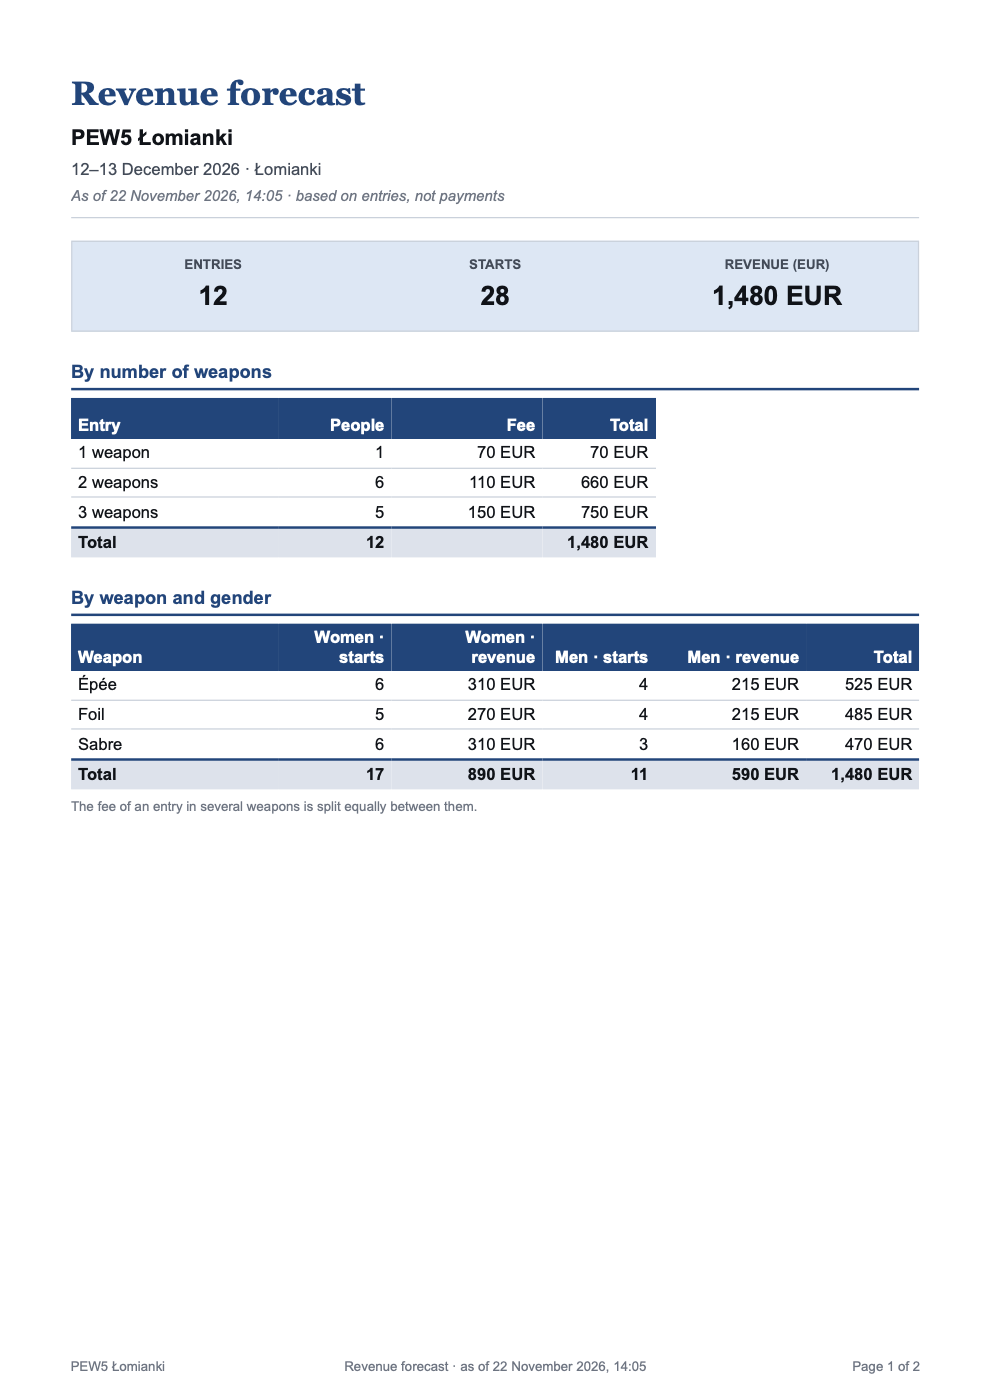 Revenue forecast
PEW5 Łomianki
12–13 December 2026 · Łomianki
As of 22 November 2026, 14:05 · based on entries, not payments
ENTRIES STARTS REVENUE (EUR)
12 28 1,480 EUR
By number of weapons
Entry People Fee Total
1 weapon 1 70 EUR 70 EUR
2 weapons 6 110 EUR 660 EUR
3 weapons 5 150 EUR 750 EUR
Total 12 1,480 EUR
By weapon and gender
Weapon Women · starts Women · revenue Men · starts Men · revenue Total
Épée 6 310 EUR 4 215 EUR 525 EUR
Foil 5 270 EUR 4 215 EUR 485 EUR
Sabre 6 310 EUR 3 160 EUR 470 EUR
Total 17 890 EUR 11 590 EUR 1,480 EUR
The fee of an entry in several weapons is split equally between them.
PEW5 Łomianki Revenue forecast · as of 22 November 2026, 14:05 Page 1 of 2